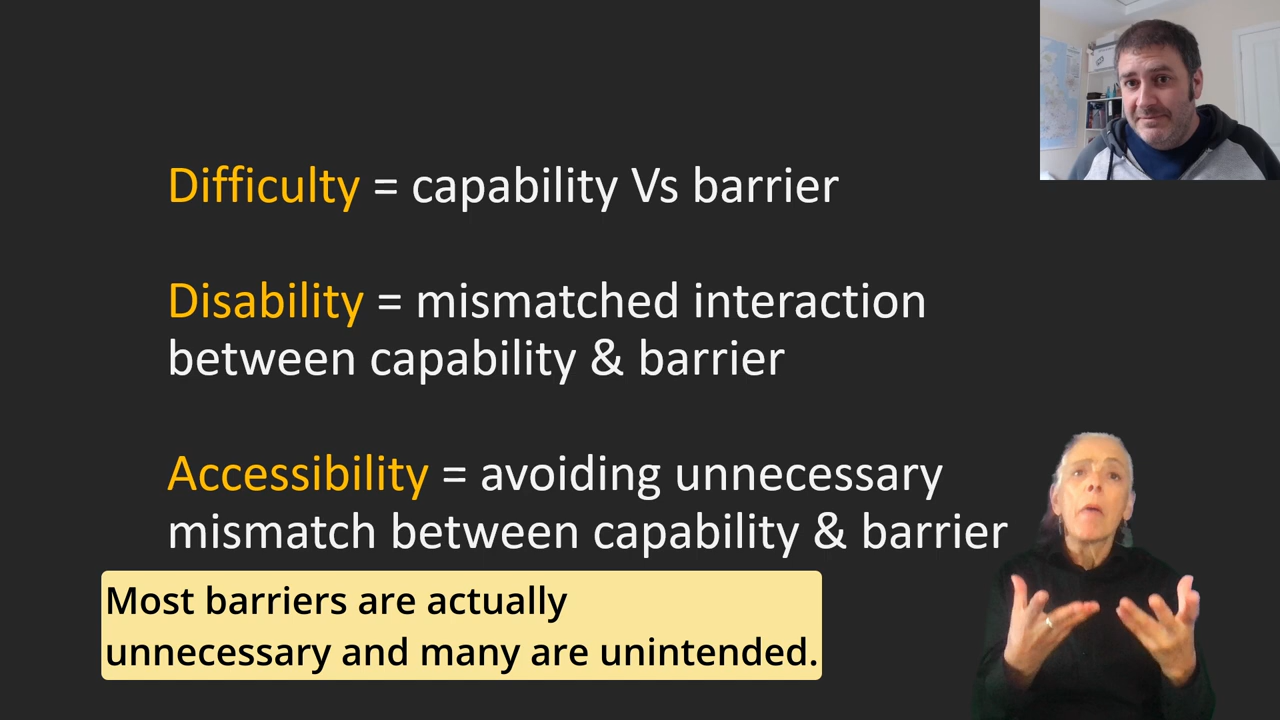 Difficulty = capability Vs barrier
Disability = mismatched interaction
between capability & barrier
Accessibility = avoiding unnecessary
mismatch between capability & barrier
Most barriers are actually
unnecessary and many are unintended.